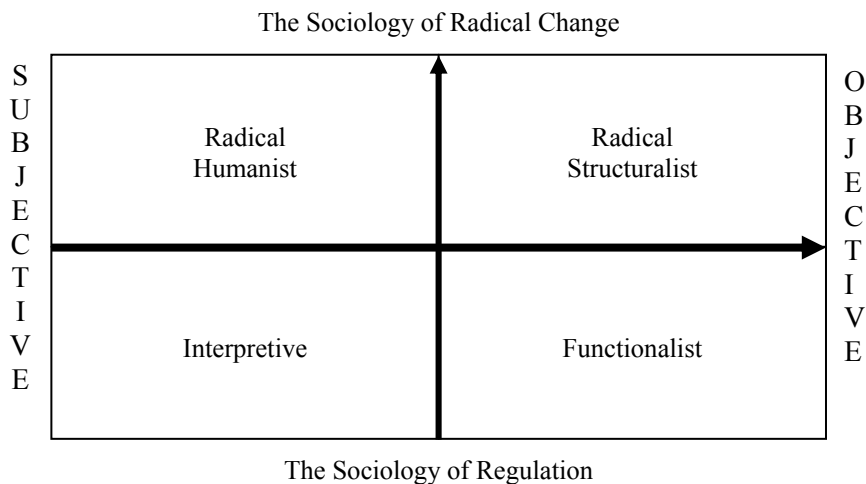 The Sociology of Radical Change
SUBJECTIVE
Radical
Humanist
Radical
Structuralist
OBJECTIVE
Interpretive
Functionalist
The Sociology of Regulation